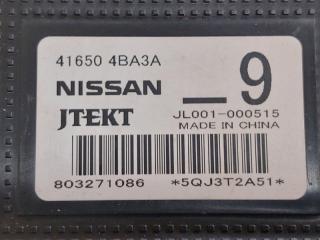 41650 4BA3A
_9
NISSAN
JTEKT
JL001-000515
MADE IN CHINA
803271086 *5QJ3T2A51*